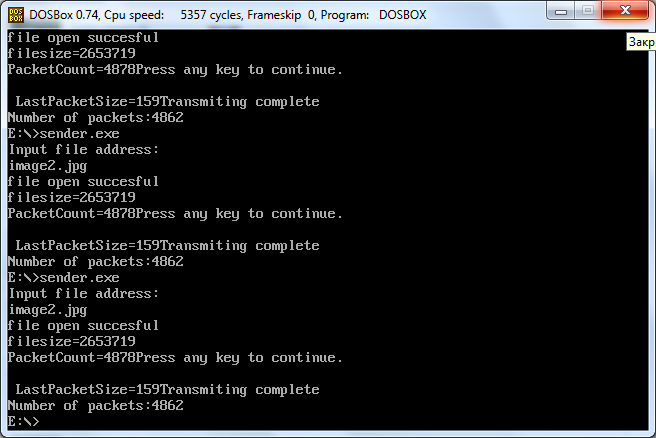 DOSBox 0.74, Cpu speed: 5357 cycles, Frameskip 0, Program: DOSBOX
Закр
file open succesful
filesize=2653719
PacketCount=4878Press any key to continue.
LastPacketSize=159Transmiting complete
Number of packets:4862
E:\>sender.exe
Input file address:
image2.jpg
file open succesful
filesize=2653719
PacketCount=4878Press any key to continue.
LastPacketSize=159Transmiting complete
Number of packets:4862
E:\>sender.exe
Input file address:
image2.jpg
file open succesful
filesize=2653719
PacketCount=4878Press any key to continue.
LastPacketSize=159Transmiting complete
Number of packets:4862
E:\>